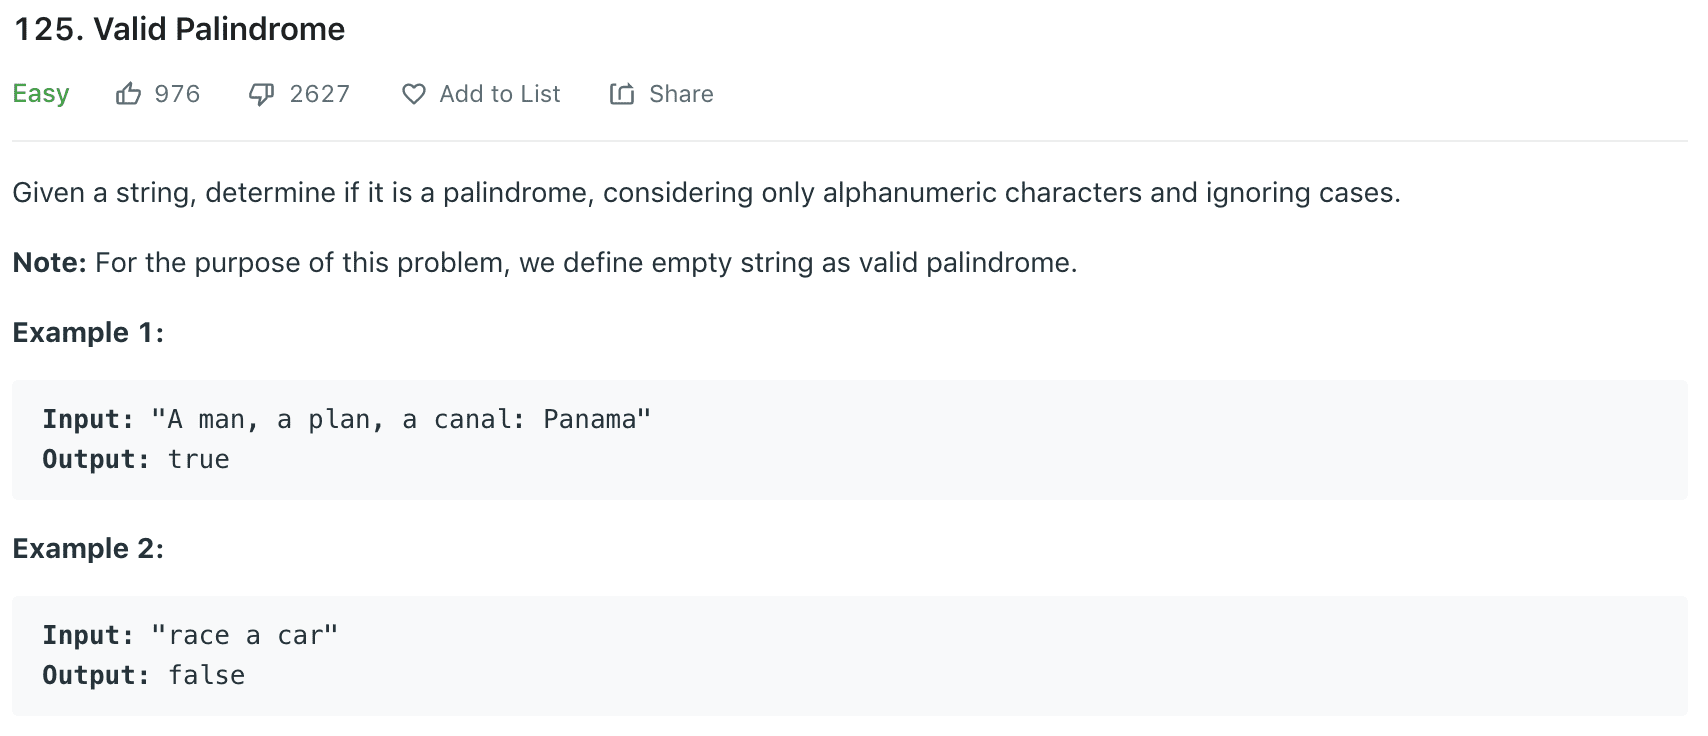 125. Valid Palindrome
Easy 976 2627 Add to List Share
Given a string, determine if it is a palindrome, considering only alphanumeric characters and ignoring cases.
Note: For the purpose of this problem, we define empty string as valid palindrome.
Example 1:
Input: "A man, a plan, a canal: Panama"
Output: true
Example 2:
Input: "race a car"
Output: false